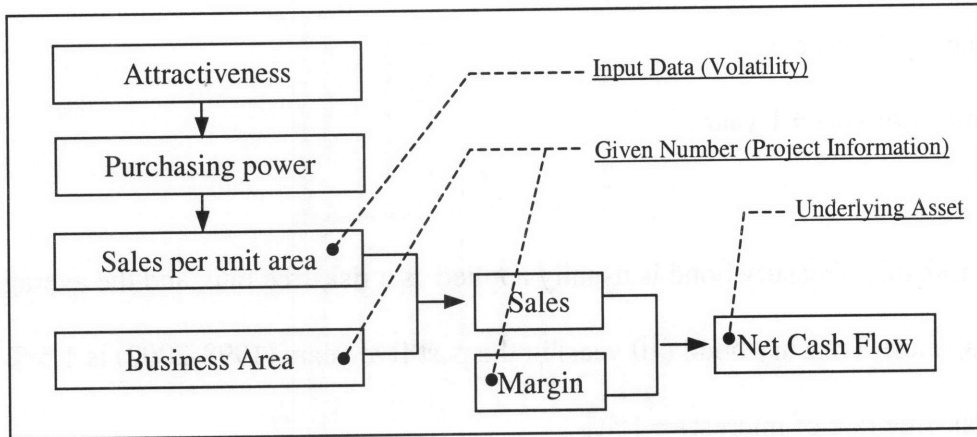 Attractiveness
Input Data (Volatility)
Purchasing power
Given Number (Project Information)
Underlying Asset
Sales per unit area
Sales
Net Cash Flow
Business Area
Margin